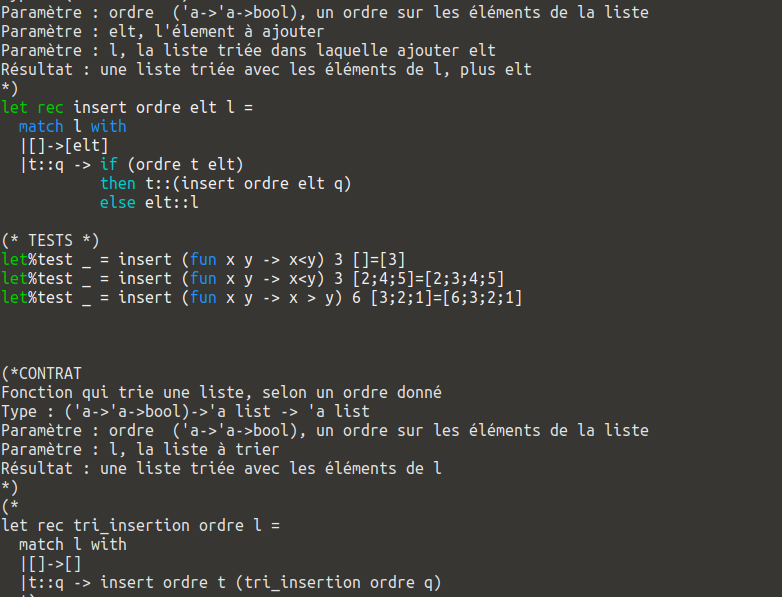 Paramètre : ordre  ('a->'a->bool), un ordre sur les éléments de la liste
Paramètre : elt, l'élement à ajouter
Paramètre : l, la liste triée dans laquelle ajouter elt
Résultat : une liste triée avec les éléments de l, plus elt
*)
let rec insert ordre elt l =
  match l with
  |[]->[elt]
  |t::q -> if (ordre t elt)
           then t::(insert ordre elt q)
           else elt::l
(* TESTS *)
let%test _ = insert (fun x y -> x<y) 3 []=[3]
let%test _ = insert (fun x y -> x<y) 3 [2;4;5]=[2;3;4;5]
let%test _ = insert (fun x y -> x > y) 6 [3;2;1]=[6;3;2;1]
(*CONTRAT
Fonction qui trie une liste, selon un ordre donné
Type : ('a->'a->bool)->'a list -> 'a list
Paramètre : ordre  ('a->'a->bool), un ordre sur les éléments de la liste
Paramètre : l, la liste à trier
Résultat : une liste triée avec les éléments de l
*)
(*
let rec tri_insertion ordre l =
  match l with
  |[]->[]
  |t::q -> insert ordre t (tri_insertion ordre q)